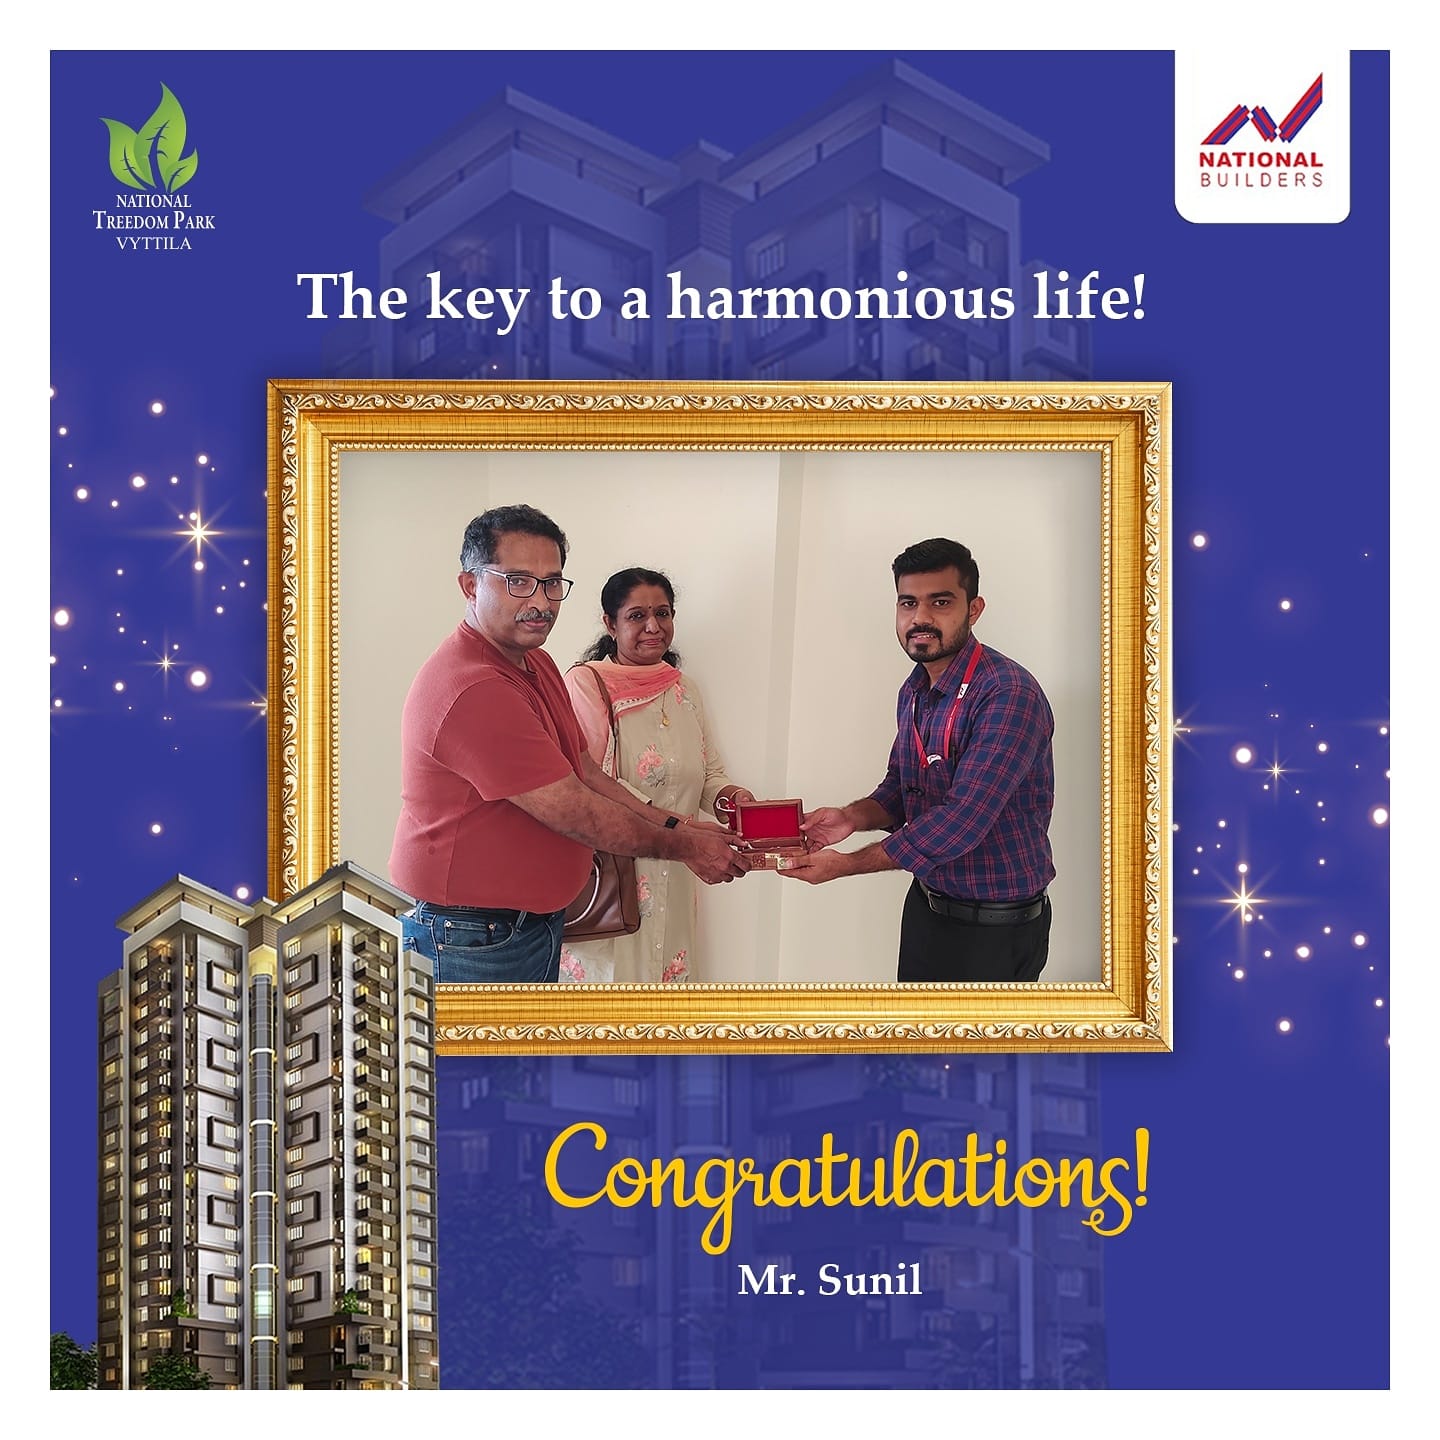 NATIONAL
TREEDOM PARK
VYTTILA
NATIONAL
BUILDERS
The key to a harmonious life!
Congratulations!
Mr. Sunil